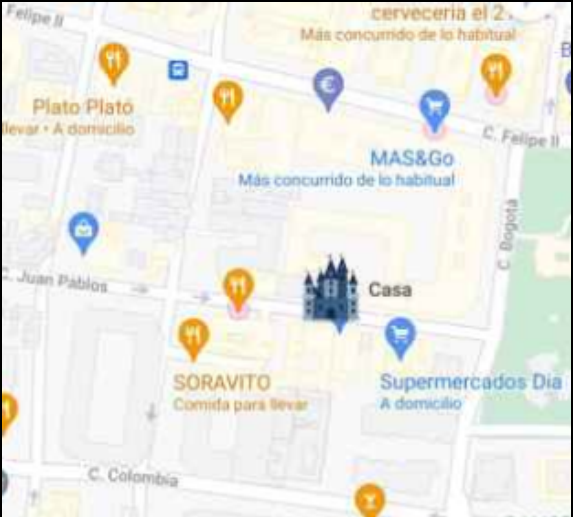 Felipe II
cervecería el 2
Más concurrido de lo habitual
Plato Plató
llevar • A domicilio
C. Felipe II
MAS&Go
Más concurrido de lo habitual
C. Bogotá
C. Juan Pablos
Casa
SORAVITO
Comida para llevar
Supermercados Dia
A domicilio
C. Colombia